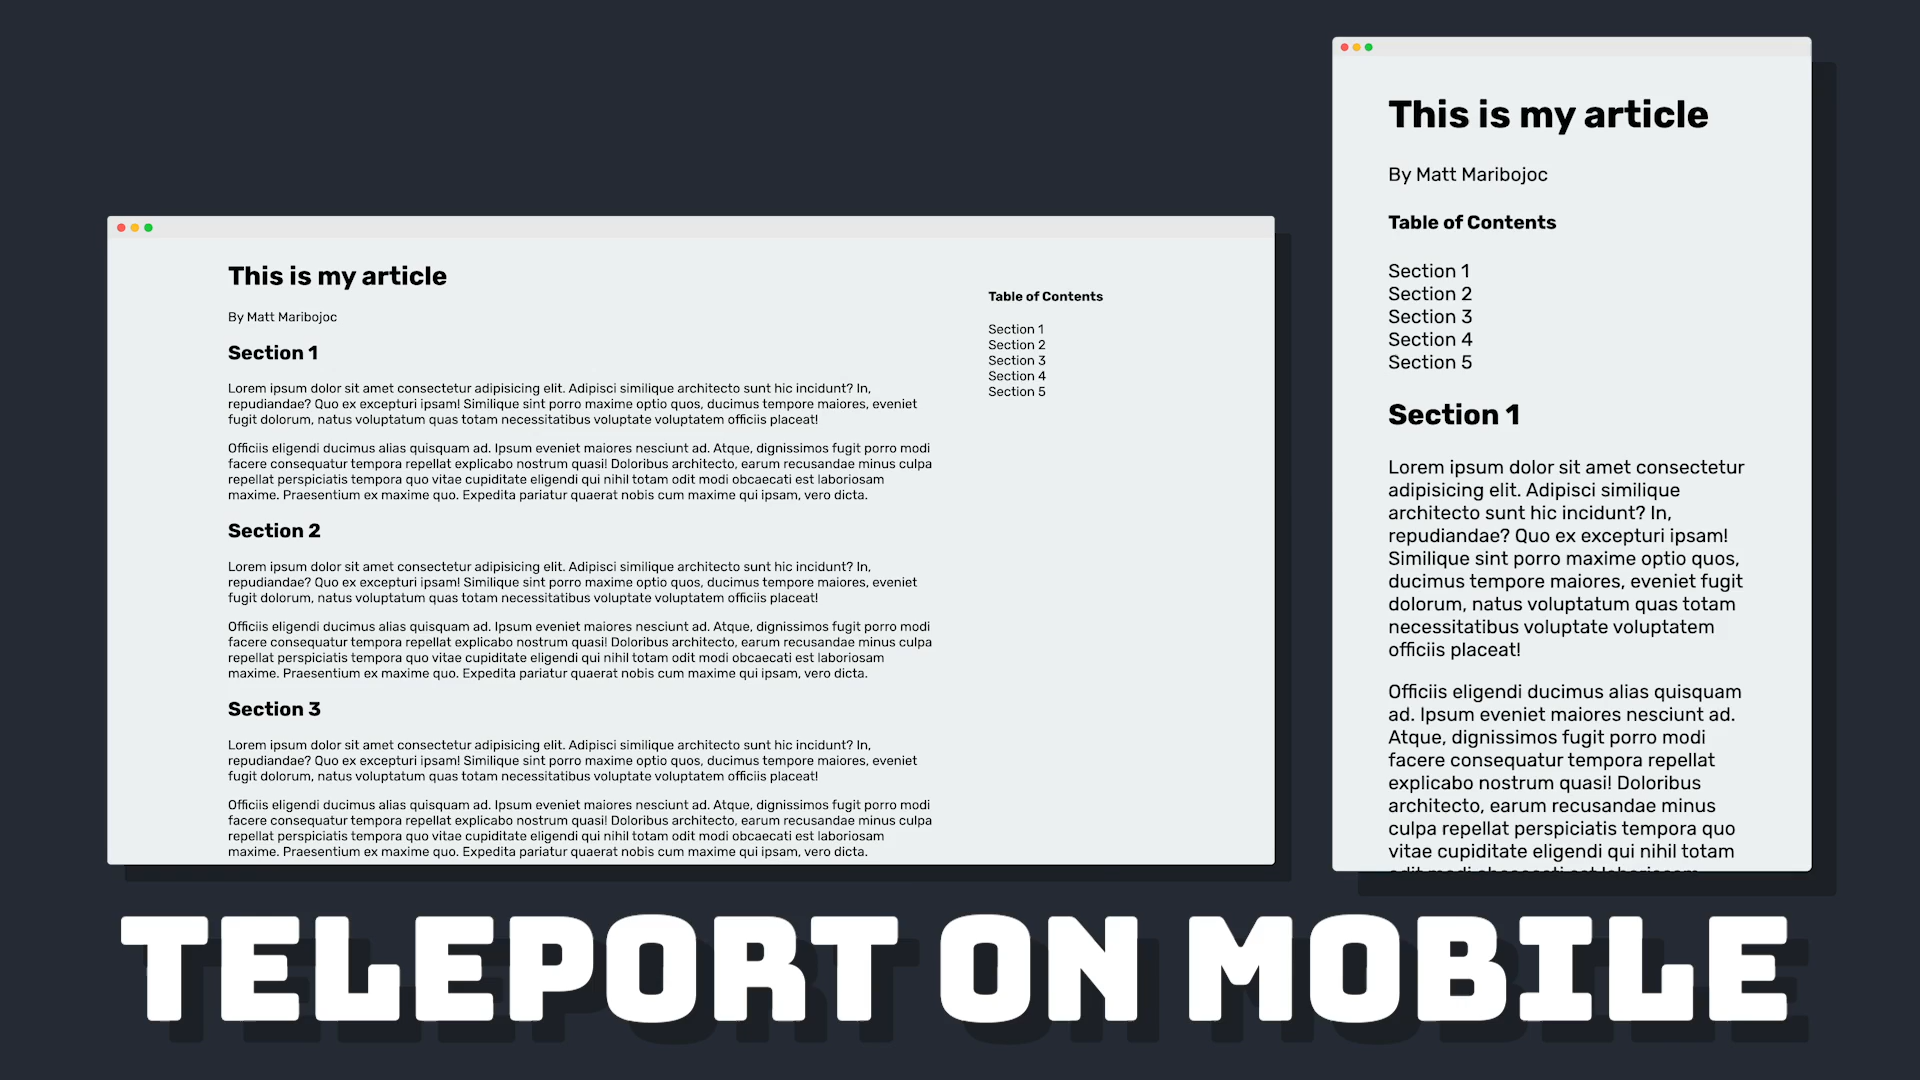 This is my article
By Matt Maribojoc
Section 1
Lorem ipsum dolor sit amet consectetur adipisicing elit. Adipisci similique architecto sunt hic incidunt? In,
repudiandae? Quo ex excepturi ipsam! Similique sint porro maxime optio quos, ducimus tempore maiores, eveniet
fugit dolorum, natus voluptatum quas totam necessitatibus voluptate voluptatem officiis placeat!
Officiis eligendi ducimus alias quisquam ad. Ipsum eveniet maiores nesciunt ad. Atque, dignissimos fugit porro modi
facere consequatur tempora repellat explicabo nostrum quasi! Doloribus architecto, earum recusandae minus culpa
repellat perspiciatis tempora quo vitae cupiditate eligendi qui nihil totam odit modi obcaecati est laboriosam
maxime. Praesentium ex maxime quo. Expedita pariatur quaerat nobis cum maxime qui ipsam, vero dicta.
Section 2
Lorem ipsum dolor sit amet consectetur adipisicing elit. Adipisci similique architecto sunt hic incidunt? In,
repudiandae? Quo ex excepturi ipsam! Similique sint porro maxime optio quos, ducimus tempore maiores, eveniet
fugit dolorum, natus voluptatum quas totam necessitatibus voluptate voluptatem officiis placeat!
Officiis eligendi ducimus alias quisquam ad. Ipsum eveniet maiores nesciunt ad. Atque, dignissimos fugit porro modi
facere consequatur tempora repellat explicabo nostrum quasi! Doloribus architecto, earum recusandae minus culpa
repellat perspiciatis tempora quo vitae cupiditate eligendi qui nihil totam odit modi obcaecati est laboriosam
maxime. Praesentium ex maxime quo. Expedita pariatur quaerat nobis cum maxime qui ipsam, vero dicta.
Section 3
Lorem ipsum dolor sit amet consectetur adipisicing elit. Adipisci similique architecto sunt hic incidunt? In,
repudiandae? Quo ex excepturi ipsam! Similique sint porro maxime optio quos, ducimus tempore maiores, eveniet
fugit dolorum, natus voluptatum quas totam necessitatibus voluptate voluptatem officiis placeat!
Officiis eligendi ducimus alias quisquam ad. Ipsum eveniet maiores nesciunt ad. Atque, dignissimos fugit porro modi
facere consequatur tempora repellat explicabo nostrum quasi! Doloribus architecto, earum recusandae minus culpa
repellat perspiciatis tempora quo vitae cupiditate eligendi qui nihil totam odit modi obcaecati est laboriosam
maxime. Praesentium ex maxime quo. Expedita pariatur quaerat nobis cum maxime qui ipsam, vero dicta.
Table of Contents
Section 1
Section 2
Section 3
Section 4
Section 5
This is my article
By Matt Maribojoc
Table of Contents
Section 1
Section 2
Section 3
Section 4
Section 5
Section 1
Lorem ipsum dolor sit amet consectetur
adipisicing elit. Adipisci similique
architecto sunt hic incidunt? In,
repudiandae? Quo ex excepturi ipsam!
Similique sint porro maxime optio quos,
ducimus tempore maiores, eveniet fugit
dolorum, natus voluptatum quas totam
necessitatibus voluptate voluptatem
officiis placeat!
Officiis eligendi ducimus alias quisquam
ad. Ipsum eveniet maiores nesciunt ad.
Atque, dignissimos fugit porro modi
facere consequatur tempora repellat
explicabo nostrum quasi! Doloribus
architecto, earum recusandae minus
culpa repellat perspiciatis tempora quo
vitae cupiditate eligendi qui nihil totam
TELEPORT ON MOBILE